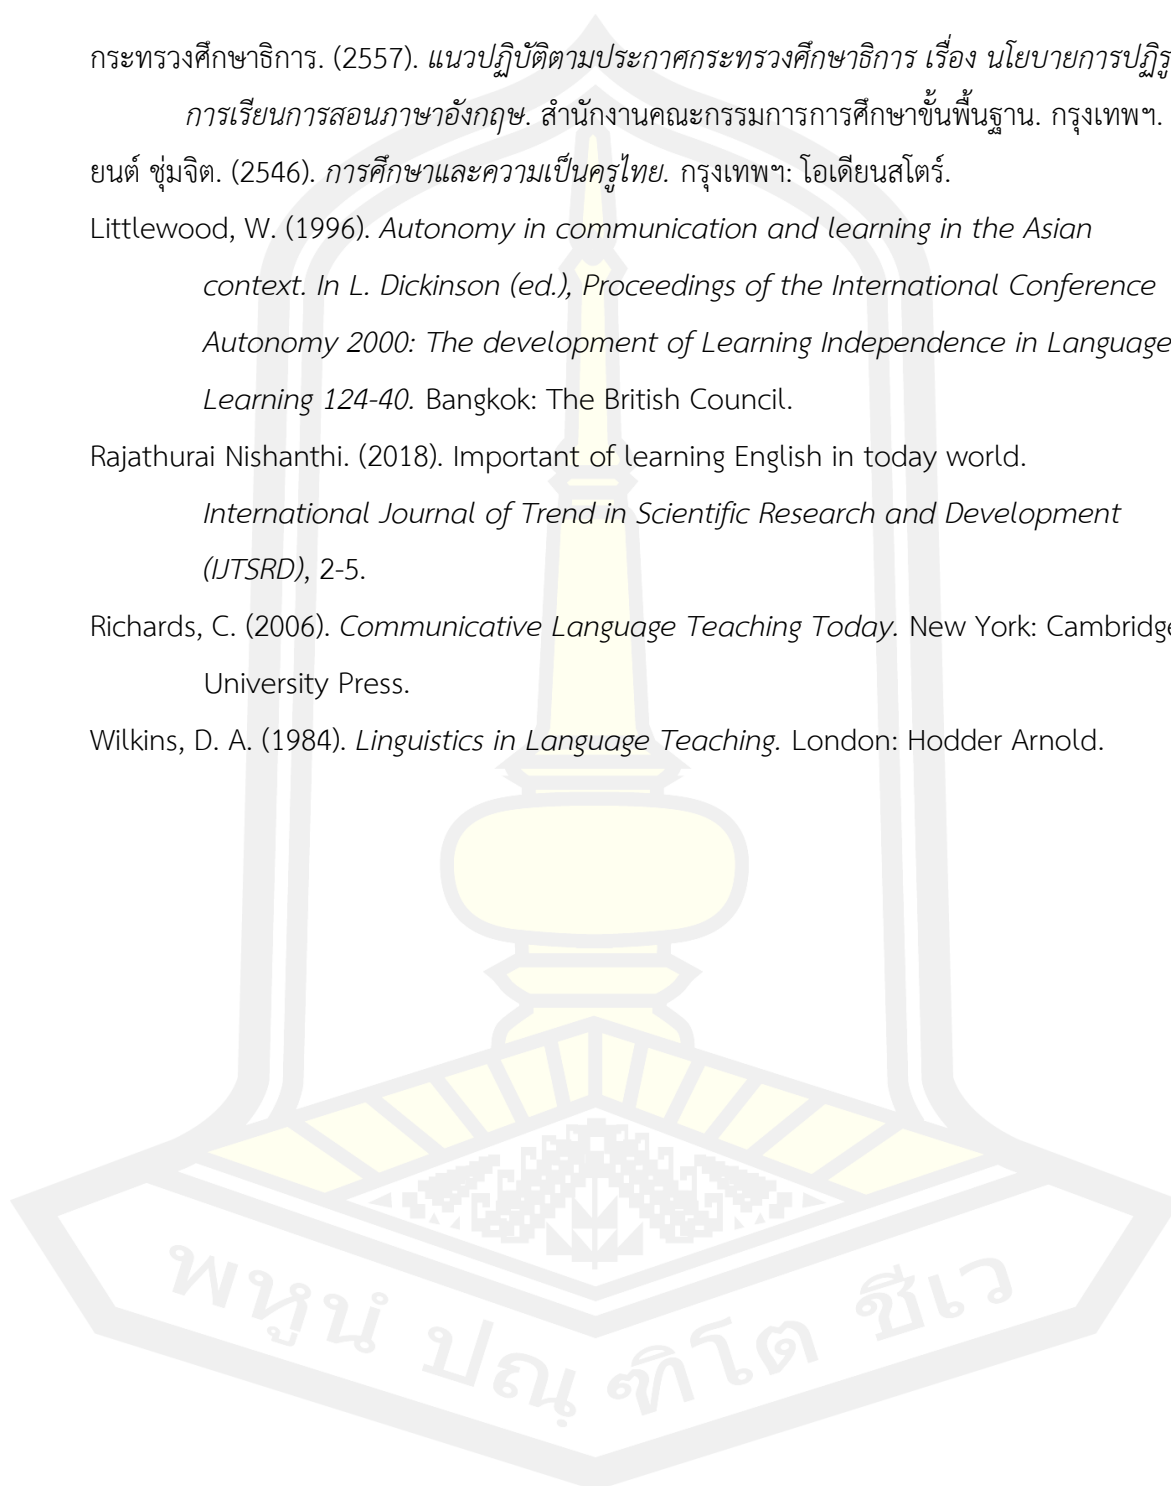 กระทรวงศึกษาธิการ. (2557). แนวปฏิบัติตามประกาศกระทรวงศึกษาธิการ เรื่อง นโยบายการปฏิรู
การเรียนการสอนภาษาอังกฤษ. สำนักงานคณะกรรมการการศึกษาขั้นพื้นฐาน. กรุงเทพฯ.
ยนต์ ชุ่มจิต. (2546). การศึกษาและความเป็นครูไทย. กรุงเทพฯ: โอเดียนสโตร์.
Littlewood, W. (1996). Autonomy in communication and learning in the Asian
context. In L. Dickinson (ed.), Proceedings of the International Conference
Autonomy 2000: The development of Learning Independence in Language
Learning 124-40. Bangkok: The British Council.
Rajathurai Nishanthi. (2018). Important of learning English in today world.
International Journal of Trend in Scientific Research and Development
(IJTSRD), 2-5.
Richards, C. (2006). Communicative Language Teaching Today. New York: Cambridge
University Press.
Wilkins, D. A. (1984). Linguistics in Language Teaching. London: Hodder Arnold.
พหูนํ ปณฺฑิโต ชีเว